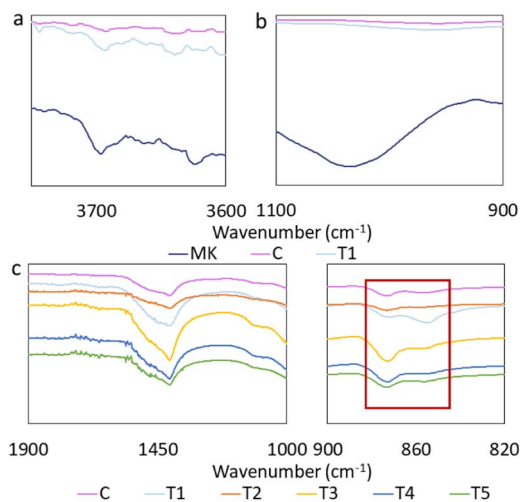 a
b
3700
3600
1100
900
Wavenumber (cm⁻¹)
MK
C
T1
c
1900
1450
1000
900
860
820
Wavenumber (cm⁻¹)
C
T1
T2
T3
T4
T5